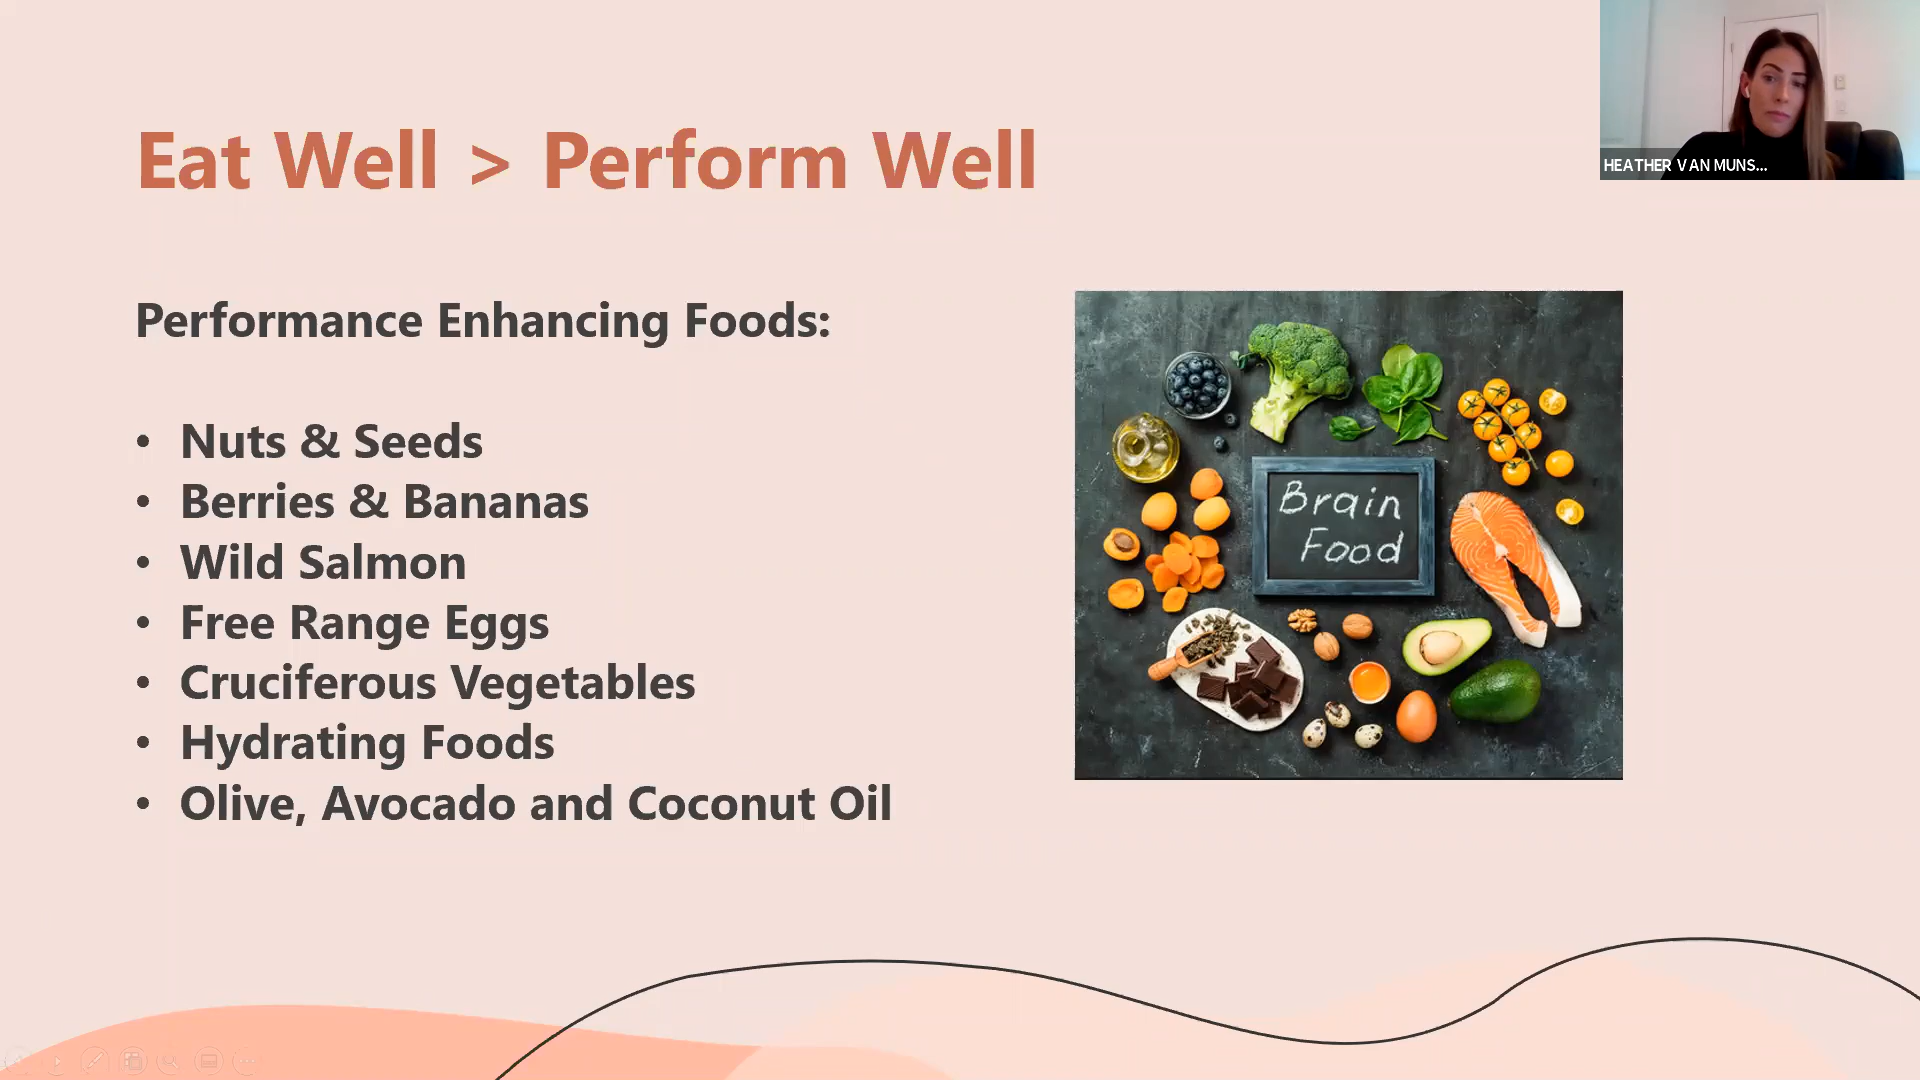 Eat Well > Perform Well
HEATHER VAN MUNS...
Performance Enhancing Foods:
• Nuts & Seeds
• Berries & Bananas
• Wild Salmon
• Free Range Eggs
• Cruciferous Vegetables
• Hydrating Foods
• Olive, Avocado and Coconut Oil
Brain
Food